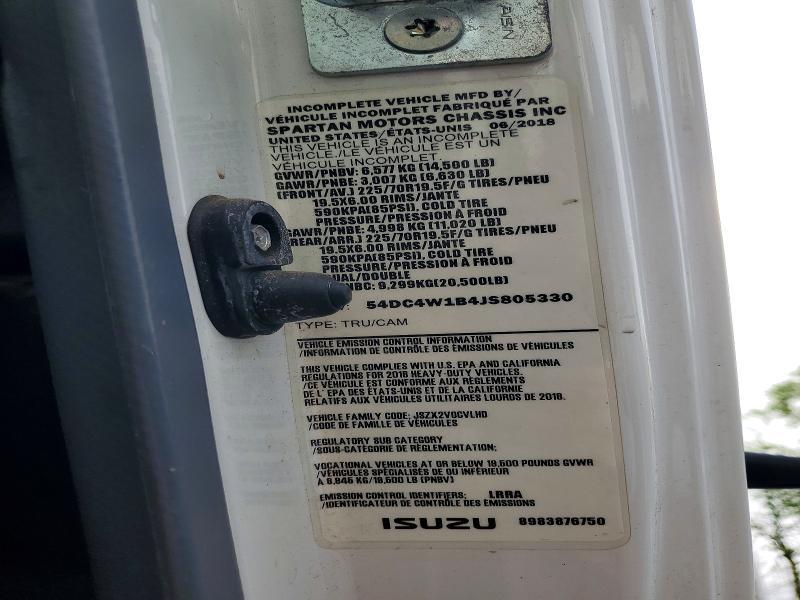 NSV
INCOMPLETE VEHICLE MFD BY/
VÉHICULE INCOMPLET FABRIQUÉ PAR
SPARTAN MOTORS CHASSIS INC
UNITED STATES/ÉTATS-UNIS 06/2018
THIS VEHICLE IS AN INCOMPLETE
VEHICLE./LE VÉHICULE EST UN
VÉHICULE INCOMPLET.
GVWR/PNBV: 6,577 KG (14,500 LB)
GAWR/PNBE: 3,007 KG (6,630 LB)
(FRONT/AV.) 225/70R19.5F/G TIRES/PNEU
19.5X6.00 RIMS/JANTE
590KPA(85PSI), COLD TIRE
PRESSURE/PRESSION À FROID
GAWR/PNBE: 4,998 KG (11,020 LB)
(REAR/ARR.) 225/70R19.5F/G TIRES/PNEU
19.5X6.00 RIMS/JANTE
590KPA(85PSI), COLD TIRE
PRESSURE/PRESSION À FROID
DUAL/DOUBLE
9,299KG(20,500LB)
54DC4W1B4JS805330
TYPE: TRU/CAM
VEHICLE EMISSION CONTROL INFORMATION
/INFORMATION DE CONTRÔLE DES ÉMISSIONS DE VÉHICULES
THIS VEHICLE COMPLIES WITH U.S. EPA AND CALIFORNIA
REGULATIONS FOR 2018 HEAVY-DUTY VEHICLES.
/CE VÉHICULE EST CONFORME AUX RÈGLEMENTS
DE L' EPA DES ÉTATS-UNIS ET DE LA CALIFORNIE
RELATIFS AUX VÉHICULES UTILITAIRES LOURDS DE 2018.
VEHICLE FAMILY CODE: JSZX2VOCVLHD
/CODE DE FAMILLE DE VÉHICULES
REGULATORY SUB CATEGORY
/SOUS-CATÉGORIE DE RÉGLEMENTATION:
VOCATIONAL VEHICLES AT OR BELOW 19,500 POUNDS GVWR
/VÉHICULES SPÉCIALISÉS DE OU INFÉRIEUR
À 8,845 KG/19,500 LB (PNBV)
EMISSION CONTROL IDENTIFIERS: LRRA
/IDENTIFICATEUR DE CONTRÔLE DES ÉMISSIONS
ISUZU 8983876750